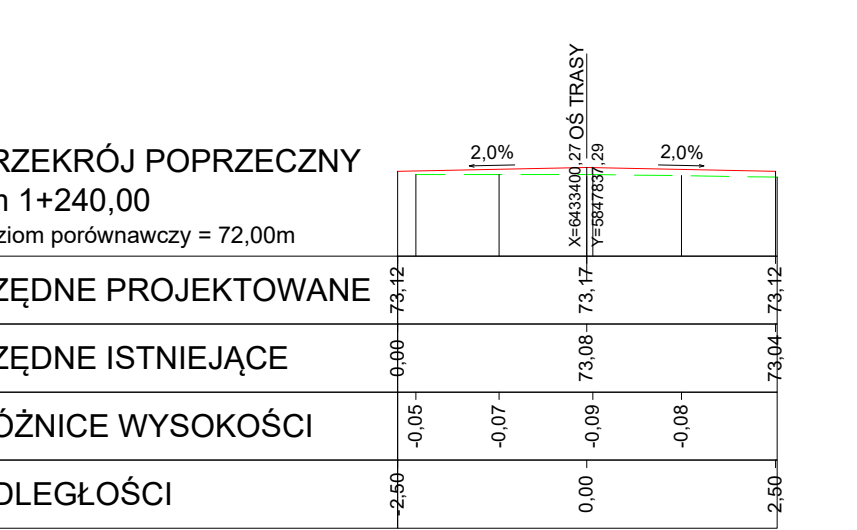 OŚ TRASY
X=6433400,27
Y=5847837,29
2,0%
2,0%
RZEKRÓJ POPRZECZNY
1+240,00
ziom porównawczy = 72,00m
ZĘDNE PROJEKTOWANE 73,12 73,17 73,12
ZĘDNE ISTNIEJĄCE 0,00 73,08 73,04
ÓŻNICE WYSOKOŚCI -0,05 -0,07 -0,09 -0,08
DLEGŁOŚCI -2,50 0,00 2,50